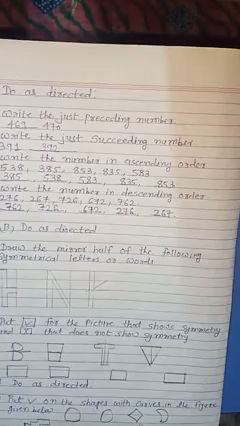 Do as directed.
Write the just preceding number.
469 470
Write the just succeeding number
391 392
Write the number in ascending order
538, 385, 853, 835, 583
385, 538, 583, 835, 853
Write the number in descending order
276, 267, 726, 672, 762
762, 726, 672, 276, 267
B) Do as directed
Draw the mirror half of the following
Symmetrical letters or words
Put [√] for the picture that shows symmetry
and [X] that does not show symmetry
B H T V
Do as directed
Put √ on the shapes with curves in the figure
given below